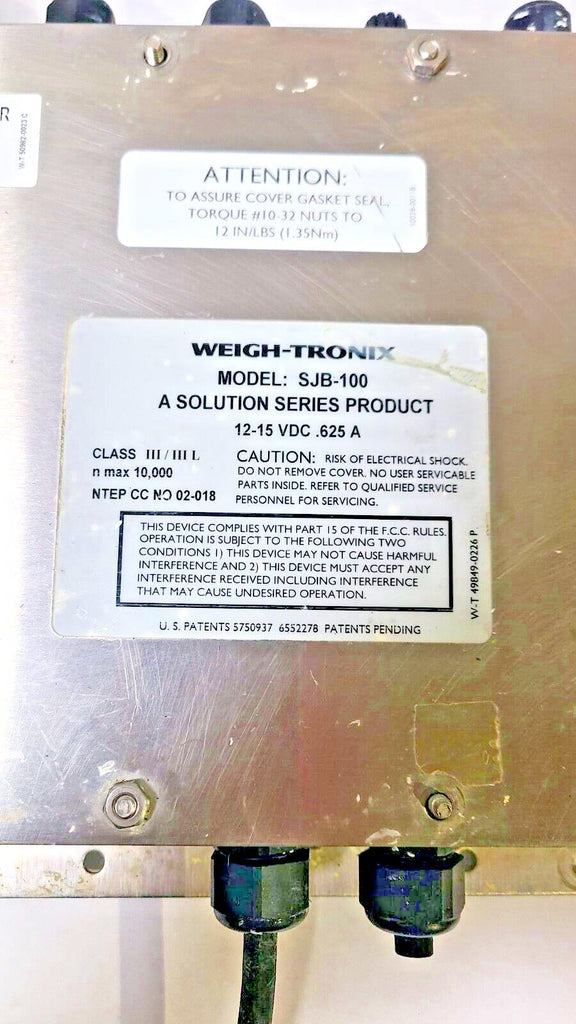 R
W-T 50962-0023 C
ATTENTION:
TO ASSURE COVER GASKET SEAL,
TORQUE #10-32 NUTS TO
12 IN/LBS (1.35Nm)
WEIGH-TRONIX
MODEL: SJB-100
A SOLUTION SERIES PRODUCT
12-15 VDC .625 A
CLASS III / III L
n max 10,000
NTEP CC NO 02-018
CAUTION: RISK OF ELECTRICAL SHOCK.
DO NOT REMOVE COVER. NO USER SERVICABLE
PARTS INSIDE. REFER TO QUALIFIED SERVICE
PERSONNEL FOR SERVICING.
THIS DEVICE COMPLIES WITH PART 15 OF THE F.C.C. RULES.
OPERATION IS SUBJECT TO THE FOLLOWING TWO
CONDITIONS 1) THIS DEVICE MAY NOT CAUSE HARMFUL
INTERFERENCE AND 2) THIS DEVICE MUST ACCEPT ANY
INTERFERENCE RECEIVED INCLUDING INTERFERENCE
THAT MAY CAUSE UNDESIRED OPERATION.
W-T 49849-0226 P
U. S. PATENTS 5750937 6552278 PATENTS PENDING